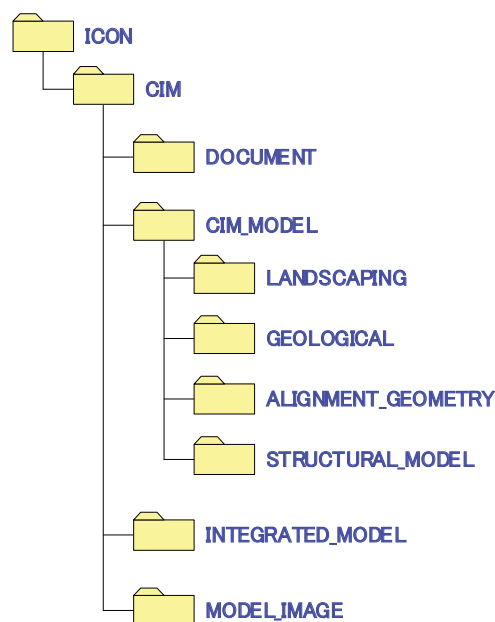 ICON
CIM
DOCUMENT
CIM_MODEL
LANDSCAPING
GEOLOGICAL
ALIGNMENT_GEOMETRY
STRUCTURAL_MODEL
INTEGRATED_MODEL
MODEL_IMAGE